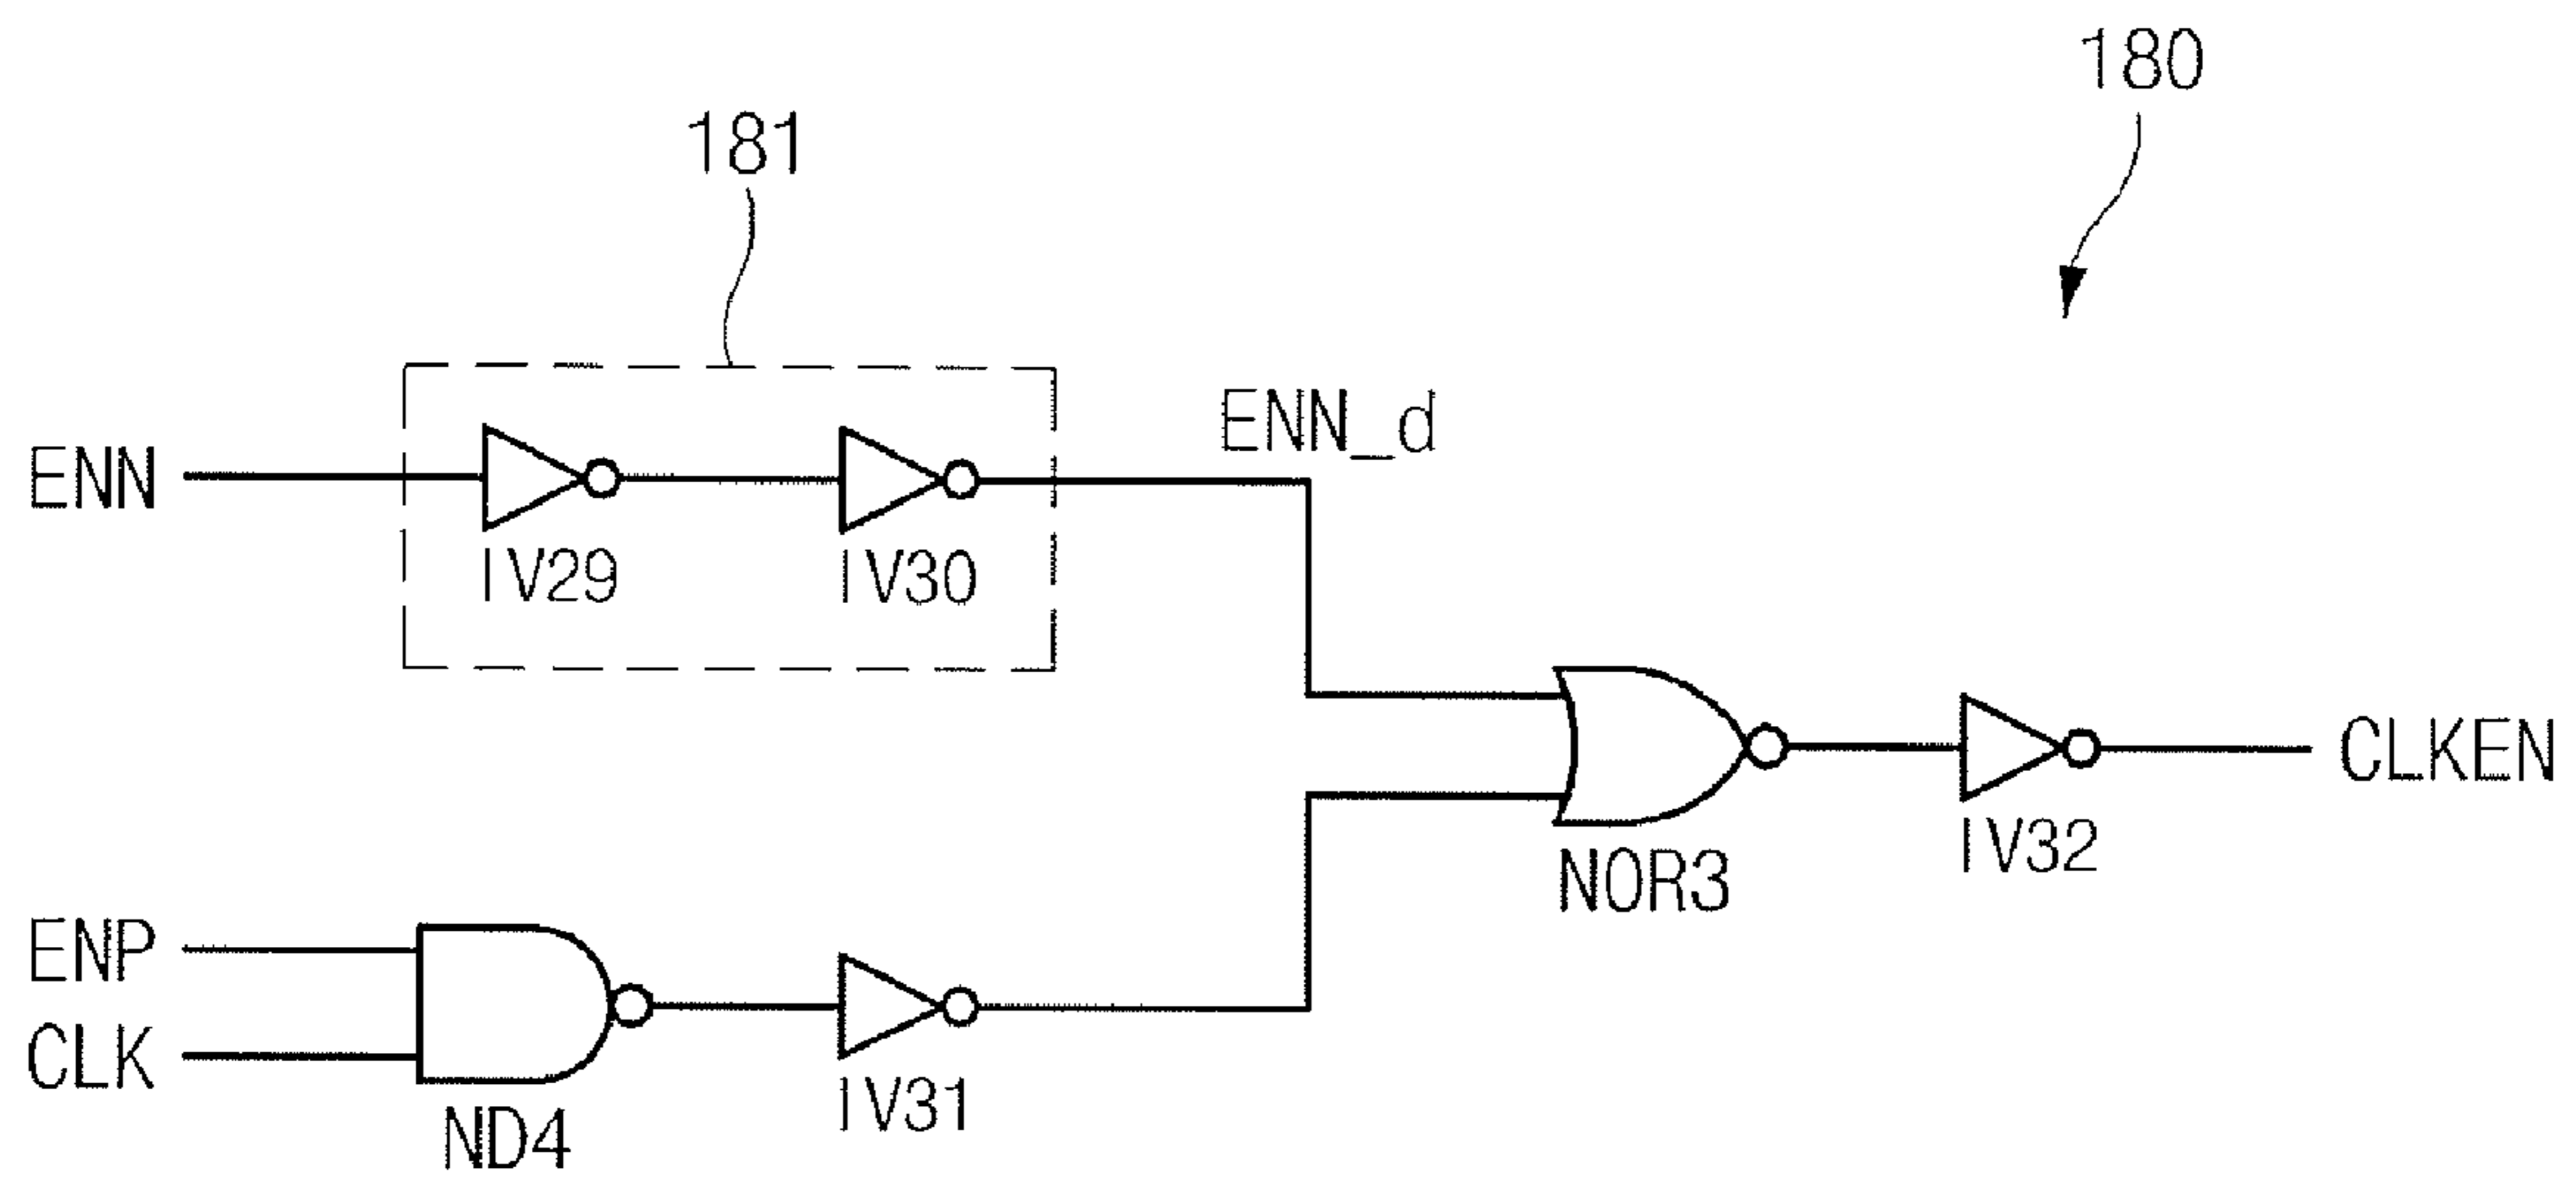 180
181
ENN
ENN_d
IV29
IV30
ENP
CLK
ND4
IV31
NOR3
IV32
CLKEN